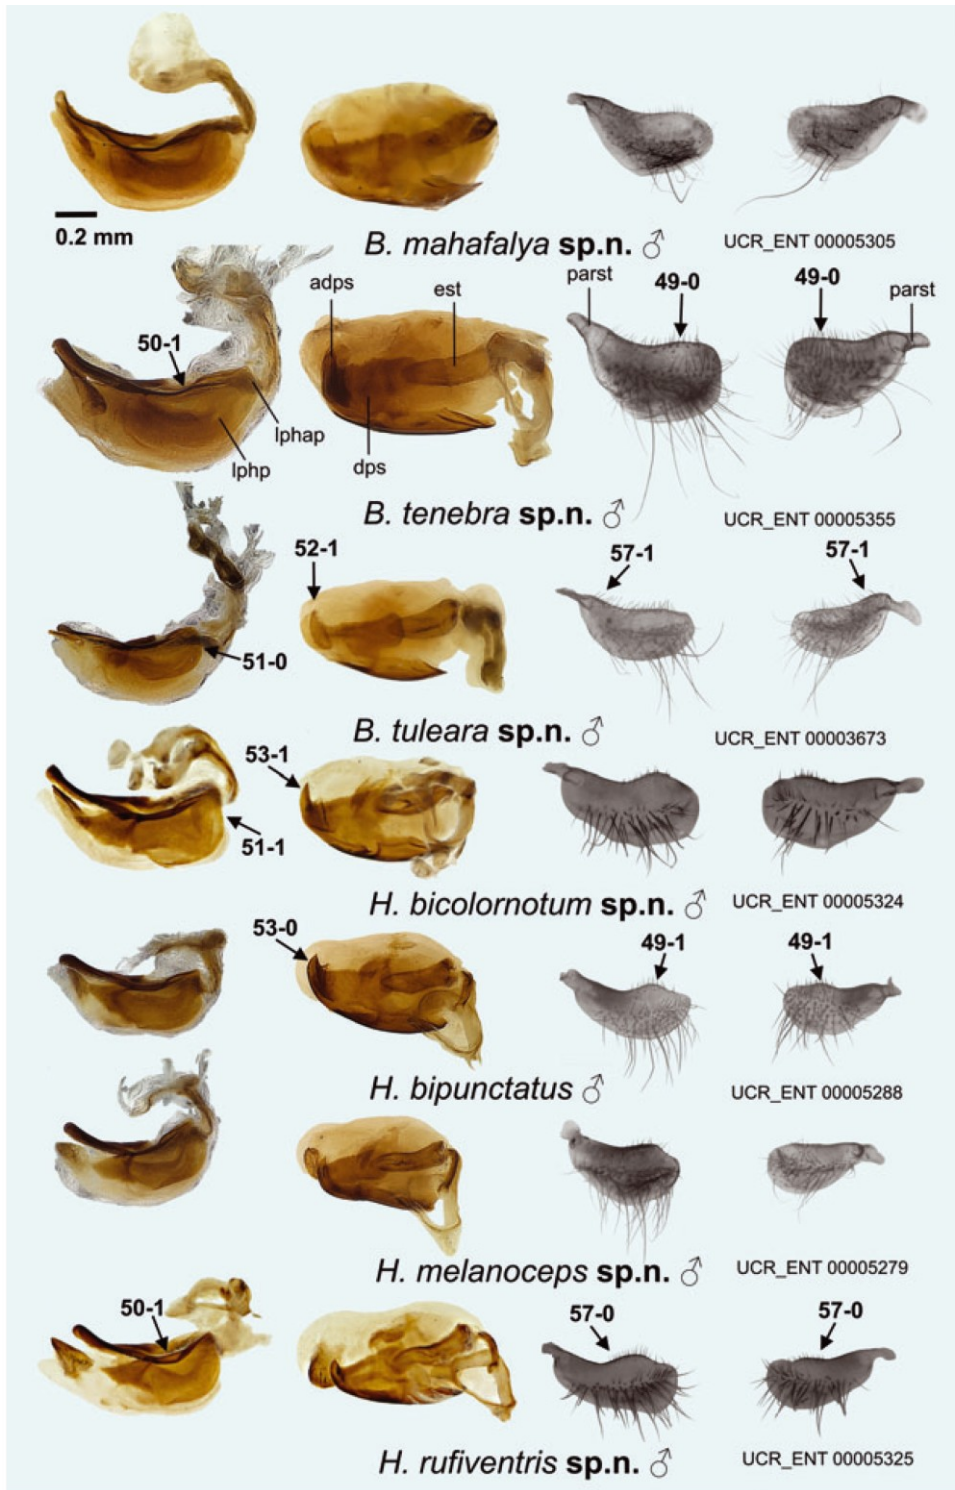 0.2 mm
B. mahafalya sp.n. ♂
UCR_ENT 00005305
adps
est
parst
49-0
49-0
parst
50-1
lphap
lphp
dps
B. tenebra sp.n. ♂
UCR_ENT 00005355
52-1
57-1
57-1
51-0
B. tuleara sp.n. ♂
UCR_ENT 00003673
53-1
51-1
H. bicolornotum sp.n. ♂
UCR_ENT 00005324
53-0
49-1
49-1
H. bipunctatus ♂
UCR_ENT 00005288
H. melanoceps sp.n. ♂
UCR_ENT 00005279
50-1
57-0
57-0
H. rufiventris sp.n. ♂
UCR_ENT 00005325